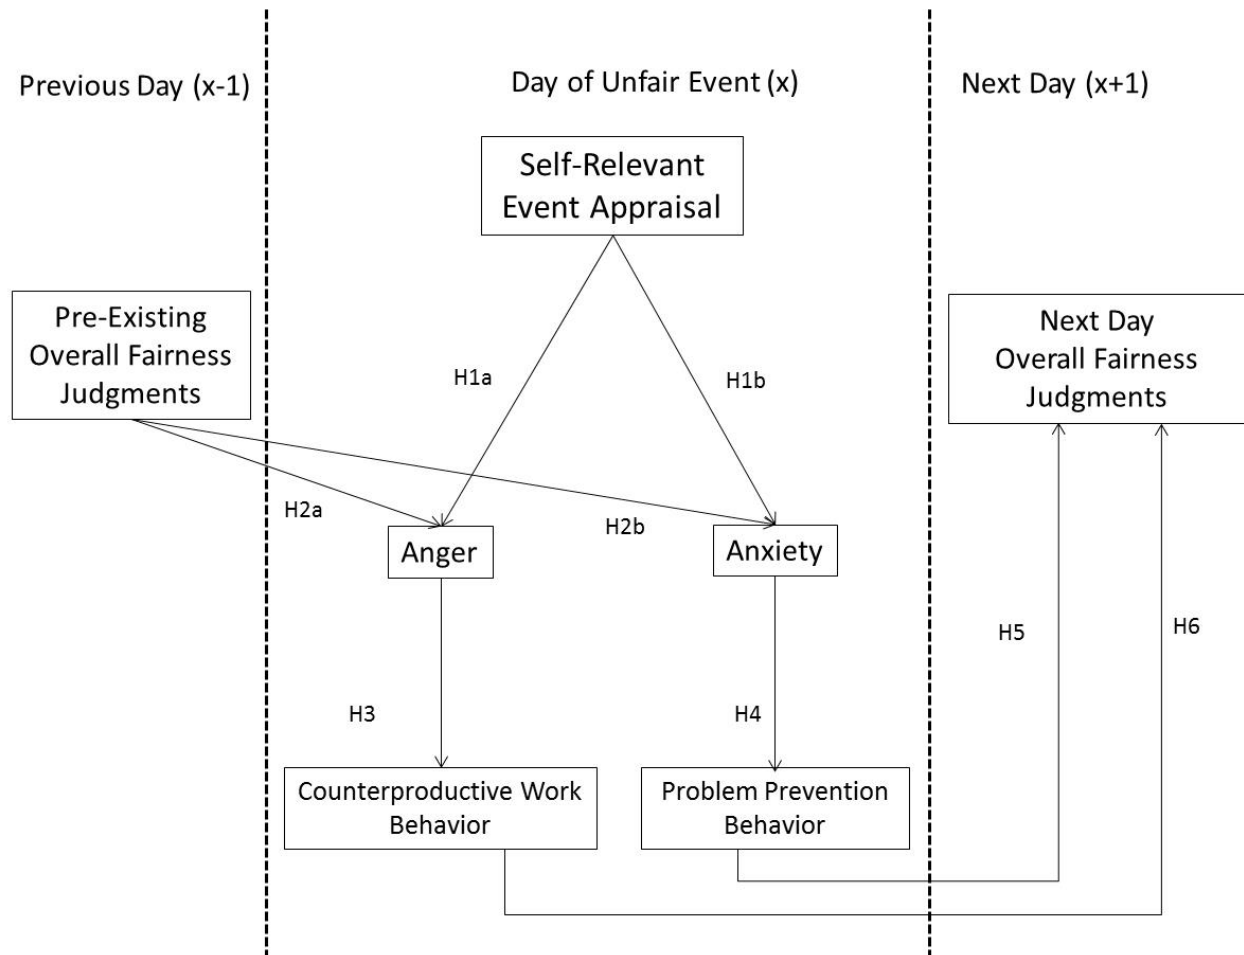 Previous Day (x-1)
Day of Unfair Event (x)
Next Day (x+1)
Self-Relevant
Event Appraisal
Pre-Existing
Overall Fairness
Judgments
Next Day
Overall Fairness
Judgments
H1a
H1b
H2a
H2b
Anger
Anxiety
H5
H6
H3
H4
Counterproductive Work
Behavior
Problem Prevention
Behavior